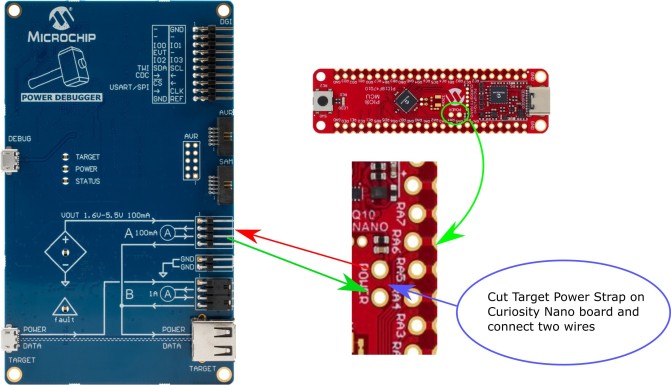 MICROCHIP
POWER DEBUGGER
DGI
-
GND
-
-
IO0 IO1
EVT -
IO2 IO3
TWI SDA SCL
CDC
CS
USART/SPI
CLK
GND REF
AVR
AVR
SAM
DEBUG
TARGET
POWER
STATUS
VOUT 1.6V-5.5V 100mA
A 100mA A
GND
GND
B 1A A
fault
POWER
DATA
TARGET
POWER
DATA
TARGET
PIC®
MCU
Q10
NANO
POWER
RA7
RA6
RA5
RA4
RA3
Cut Target Power Strap on
Curiosity Nano board and
connect two wires